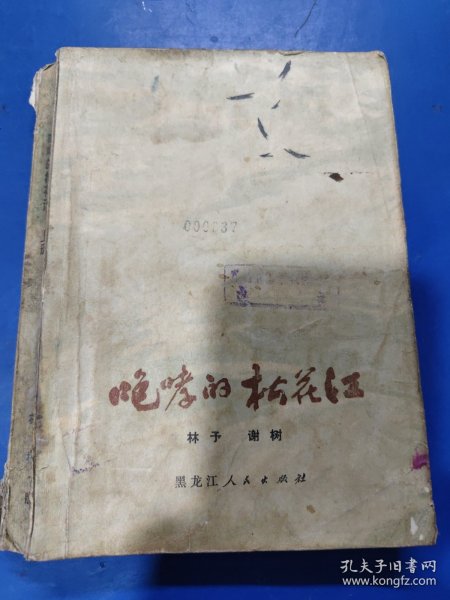 000037
咆哮的松花江
林予 谢树
黑龙江人民出版社
孔夫子旧书网
www.kongfz.com